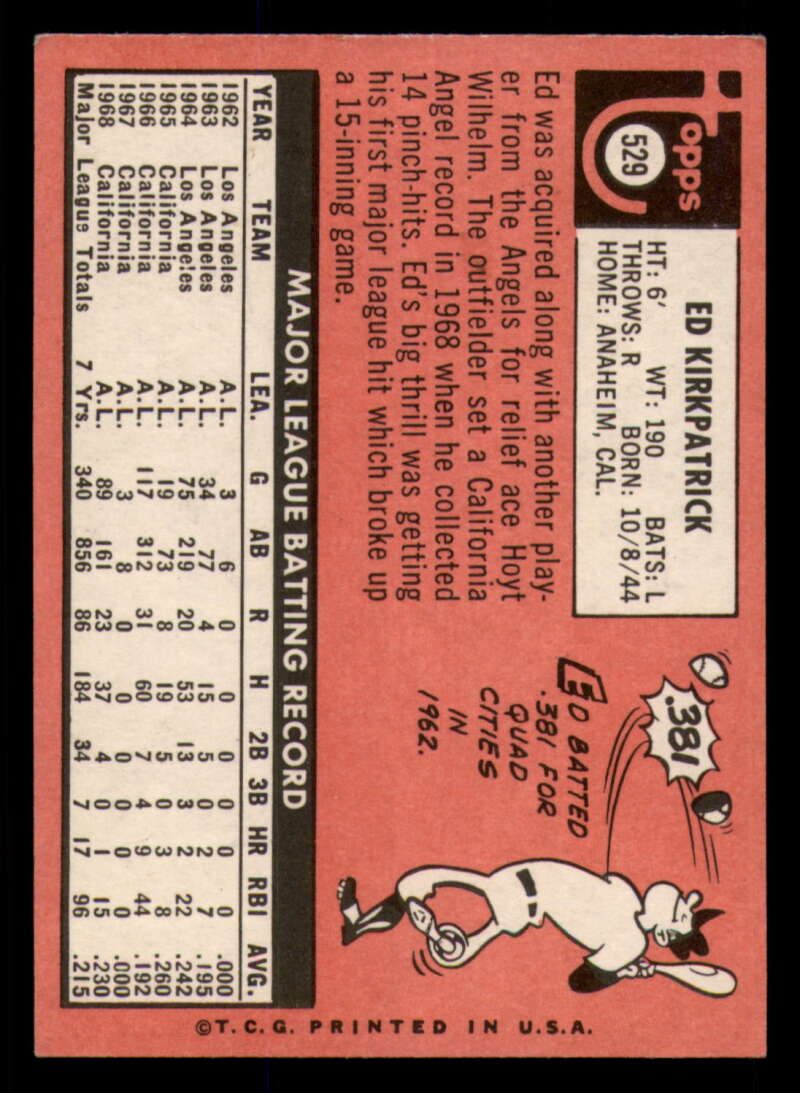 Topps
529
ED KIRKPATRICK
HT: 6' WT: 190 BATS: L
THROWS: R BORN: 10/8/44
HOME: ANAHEIM, CAL.
Ed was acquired along with another play-
er from the Angels for relief ace Hoyt
Wilhelm. The outfielder set a California
Angel record in 1968 when he collected
14 pinch-hits. Ed's big thrill was getting
his first major league hit which broke up
a 15-inning game.
.381
ED BATTED
.381 FOR
QUAD
CITIES
IN
1962.
MAJOR LEAGUE BATTING RECORD
YEAR TEAM LEA. G AB R H 2B 3B HR RBI AVG.
1962 Los Angeles A.L. 3 6 0 0 0 0 0 0 .000
1963 Los Angeles A.L. 34 77 4 15 5 0 2 7 .195
1964 Los Angeles A.L. 75 219 20 53 13 3 2 22 .242
1965 California A.L. 19 73 8 19 5 0 3 8 .260
1966 California A.L. 117 312 31 60 7 4 9 44 .192
1967 California A.L. 3 8 0 0 0 0 0 0 .000
1968 California A.L. 89 161 23 37 4 0 1 15 .230
Major League Totals 7 Yrs. 340 856 86 184 34 7 17 96 .215
©T.C.G. PRINTED IN U.S.A.